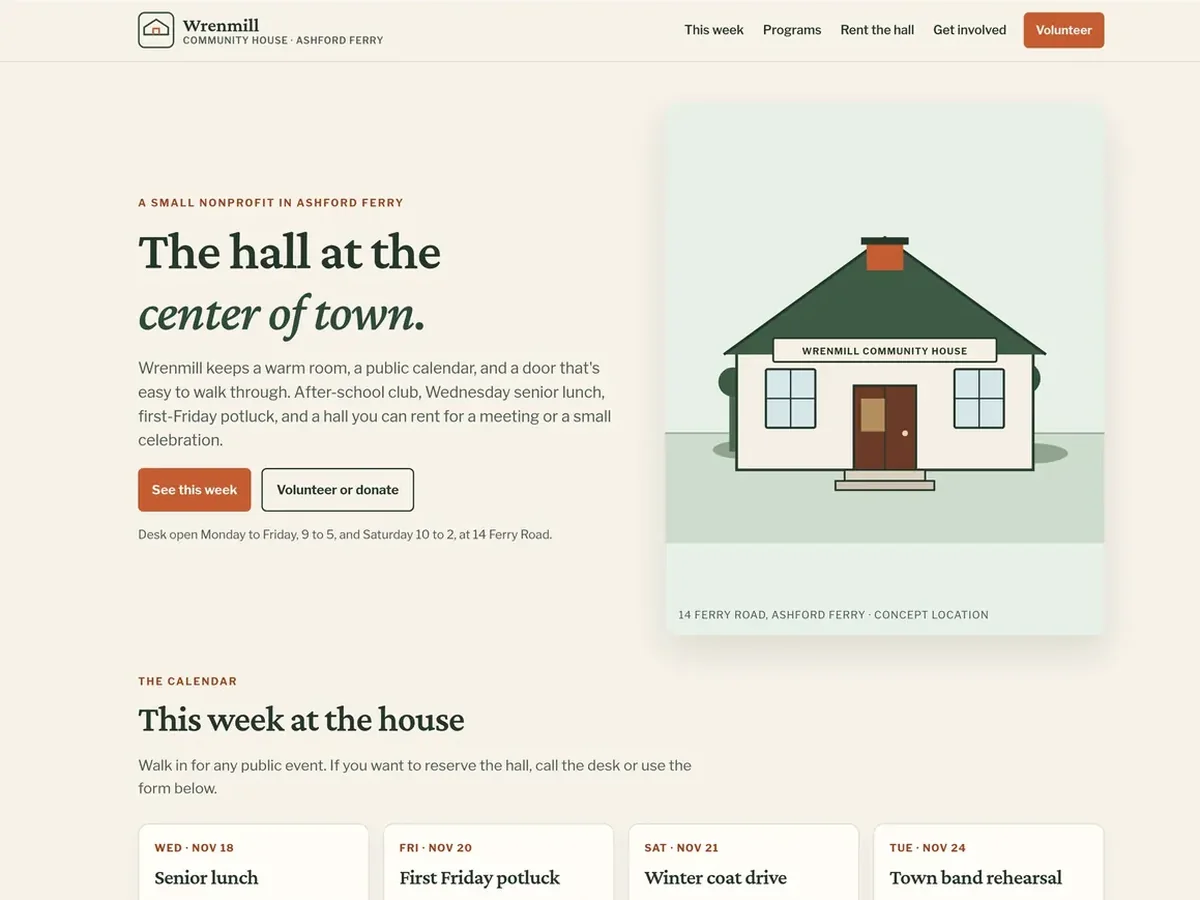 Wrenmill
COMMUNITY HOUSE · ASHFORD FERRY
This week
Programs
Rent the hall
Get involved
Volunteer
A SMALL NONPROFIT IN ASHFORD FERRY
The hall at the
center of town.
Wrenmill keeps a warm room, a public calendar, and a door that's
easy to walk through. After-school club, Wednesday senior lunch,
first-Friday potluck, and a hall you can rent for a meeting or a small
celebration.
See this week
Volunteer or donate
Desk open Monday to Friday, 9 to 5, and Saturday 10 to 2, at 14 Ferry Road.
WRENMILL COMMUNITY HOUSE
14 FERRY ROAD, ASHFORD FERRY · CONCEPT LOCATION
THE CALENDAR
This week at the house
Walk in for any public event. If you want to reserve the hall, call the desk or use the
form below.
WED · NOV 18
Senior lunch
FRI · NOV 20
First Friday potluck
SAT · NOV 21
Winter coat drive
TUE · NOV 24
Town band rehearsal